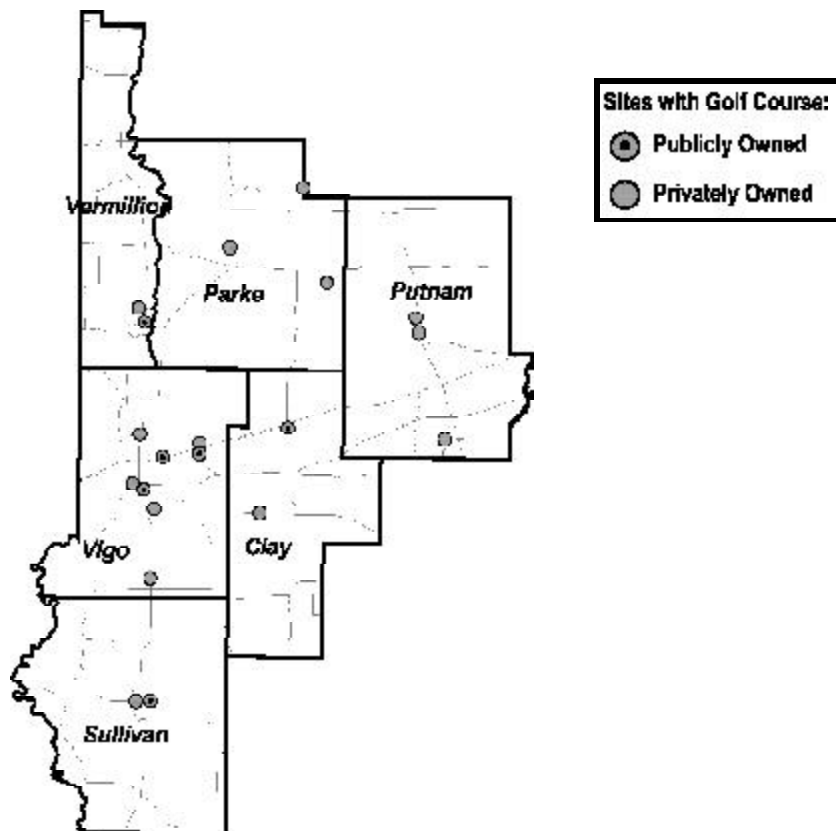 Sites with Golf Course:
Publicly Owned
Privately Owned
Vermillion
Parke
Putnam
Vigo
Clay
Sullivan